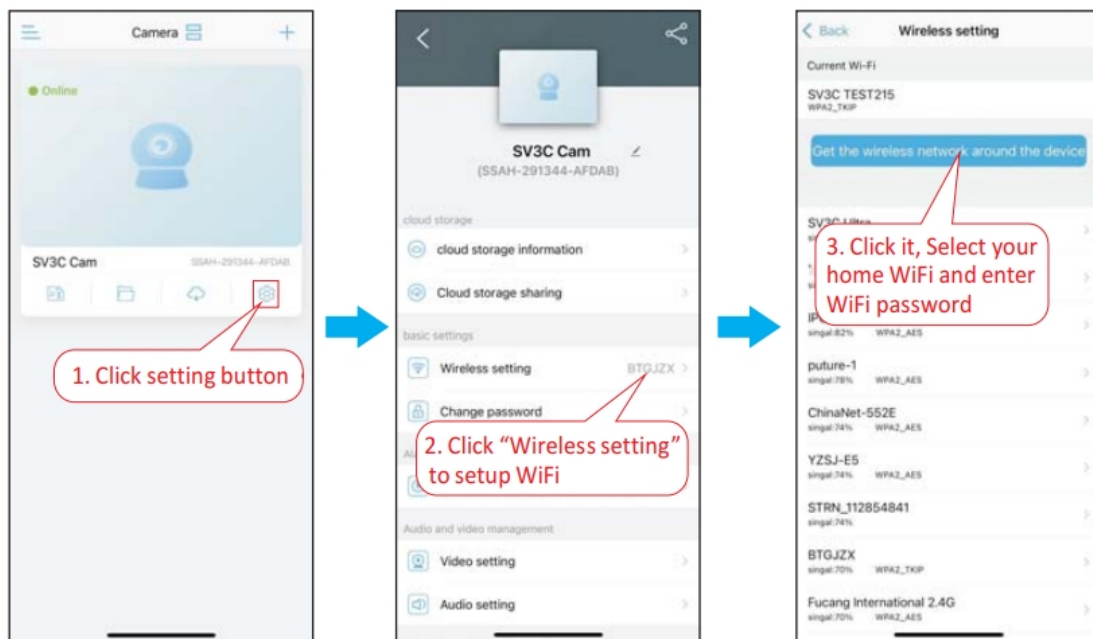 Camera
Online
SV3C Cam
SSAH-291344-AFDAB
1. Click setting button
SV3C Cam
(SSAH-291344-AFDAB)
cloud storage
cloud storage information
Cloud storage sharing
basic settings
Wireless setting
BTGJZX
Change password
2. Click “Wireless setting”
to setup WiFi
Audio and video management
Video setting
Audio setting
Back
Wireless setting
Current Wi-Fi
SV3C TEST215
WPA2_TKIP
Get the wireless network around the device
SV3C Ultra
3. Click it, Select your
home WiFi and enter
WiFi password
singal:82% WPA2_AES
puture-1
singal:78% WPA2_AES
ChinaNet-552E
singal:74% WPA2_AES
YZSJ-E5
singal:74% WPA2_AES
STRN_112854841
singal:74%
BTGJZX
singal:70% WPA2_TKIP
Fucang International 2.4G
singal:70% WPA2_AES